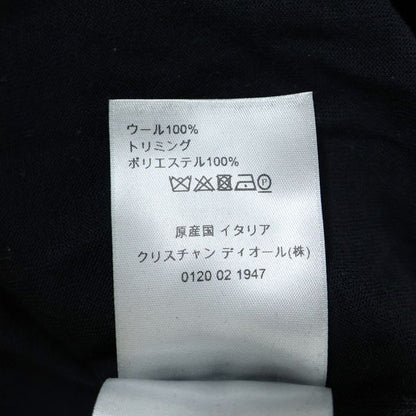 ウール100%
トリミング
ポリエステル100%
P
原産国 イタリア
クリスチャン ディオール(株)
0120 02 1947